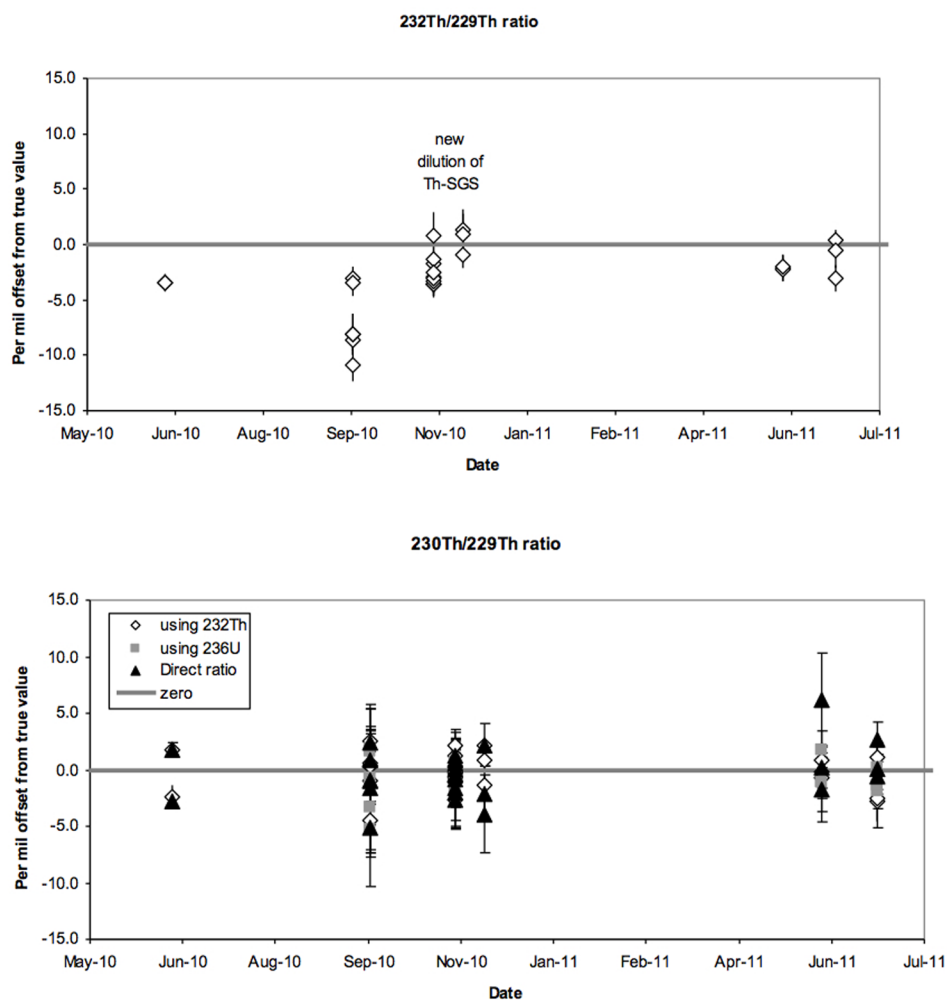 232Th/229Th ratio
15.0
10.0
5.0
0.0
-5.0
-10.0
-15.0
Per mil offset from true value
new
dilution of
Th-SGS
May-10 Jun-10 Aug-10 Sep-10 Nov-10 Jan-11 Feb-11 Apr-11 Jun-11 Jul-11
Date
230Th/229Th ratio
15.0
10.0
5.0
0.0
-5.0
-10.0
-15.0
Per mil offset from true value
using 232Th
using 236U
Direct ratio
zero
May-10 Jun-10 Aug-10 Sep-10 Nov-10 Jan-11 Feb-11 Apr-11 Jun-11 Jul-11
Date